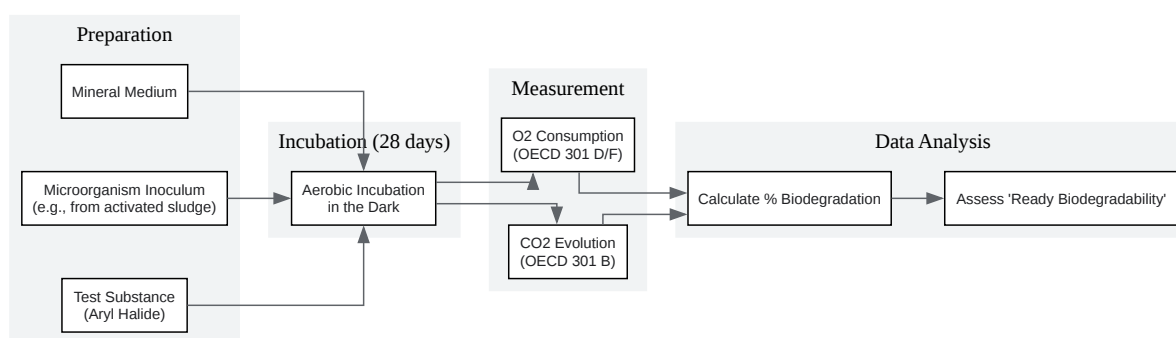 Preparation
Mineral Medium
Microorganism Inoculum
(e.g., from activated sludge)
Test Substance
(Aryl Halide)
Incubation (28 days)
Aerobic Incubation
in the Dark
Measurement
O2 Consumption
(OECD 301 D/F)
CO2 Evolution
(OECD 301 B)
Data Analysis
Calculate % Biodegradation
Assess 'Ready Biodegradability'